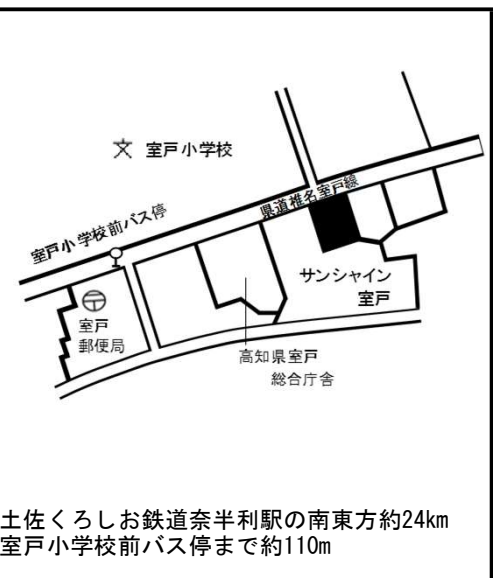 室戸小学校
県道椎名室戸線
室戸小学校前バス停
サンシャイン
室戸
室戸
郵便局
高知県室戸
総合庁舎
土佐くろしお鉄道奈半利駅の南東方約24km
室戸小学校前バス停まで約110m